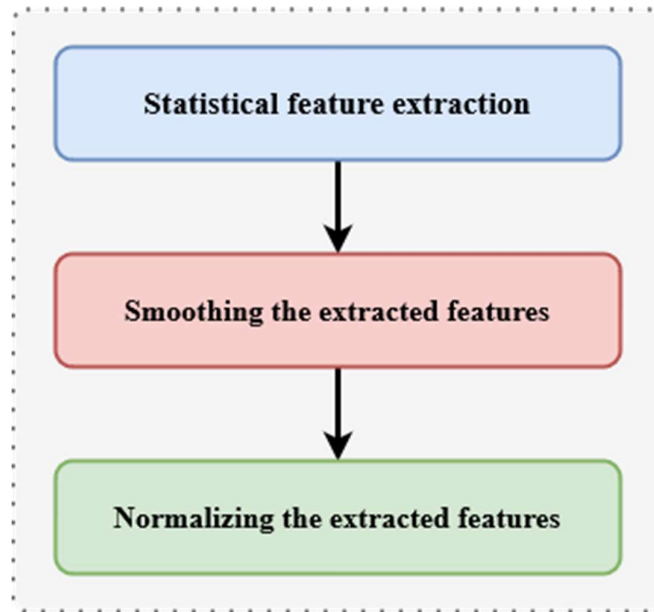 Statistical feature extraction
Smoothing the extracted features
Normalizing the extracted features